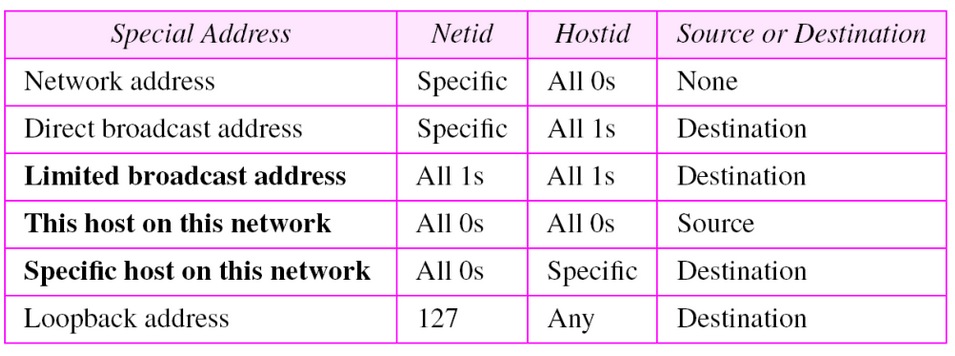 Special Address Netid Hostid Source or Destination
Network address Specific All 0s None
Direct broadcast address Specific All 1s Destination
Limited broadcast address All 1s All 1s Destination
This host on this network All 0s All 0s Source
Specific host on this network All 0s Specific Destination
Loopback address 127 Any Destination